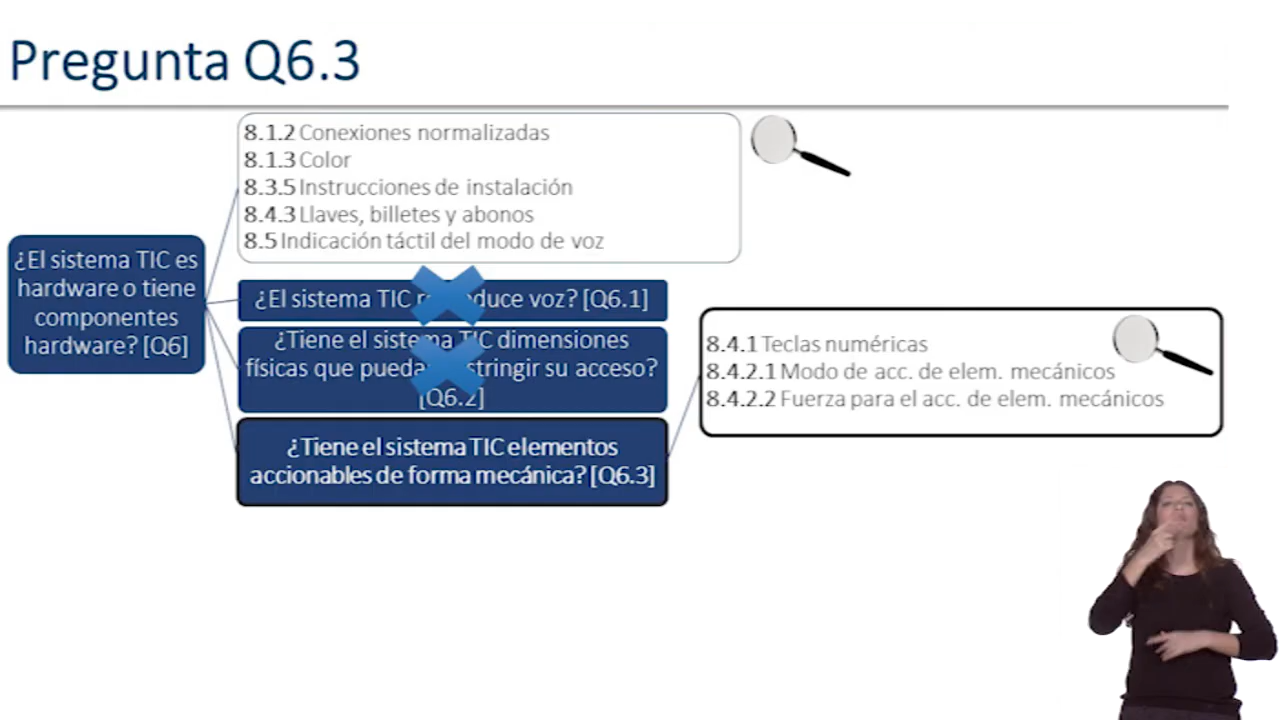 Pregunta Q6.3
8.1.2 Conexiones normalizadas
8.1.3 Color
8.3.5 Instrucciones de instalación
8.4.3 Llaves, billetes y abonos
8.5 Indicación táctil del modo de voz
¿El sistema TIC es
hardware o tiene
componentes
hardware? [Q6]
¿El sistema TIC voz? [Q6.1]
¿Tiene el sistema TIC dimensiones
físicas que su acceso?
[Q6.2]
¿Tiene el sistema TIC elementos
accionables de forma mecánica? [Q6.3]
8.4.1 Teclas numéricas
8.4.2.1 Modo de acc. de elem. mecánicos
8.4.2.2 Fuerza para el acc. de elem. mecánicos